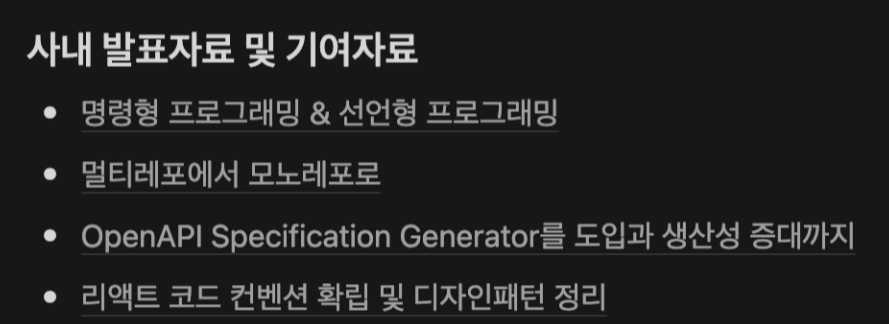 사내 발표자료 및 기여자료
명령형 프로그래밍 & 선언형 프로그래밍
멀티레포에서 모노레포로
OpenAPI Specification Generator를 도입과 생산성 증대까지
리액트 코드 컨벤션 확립 및 디자인패턴 정리